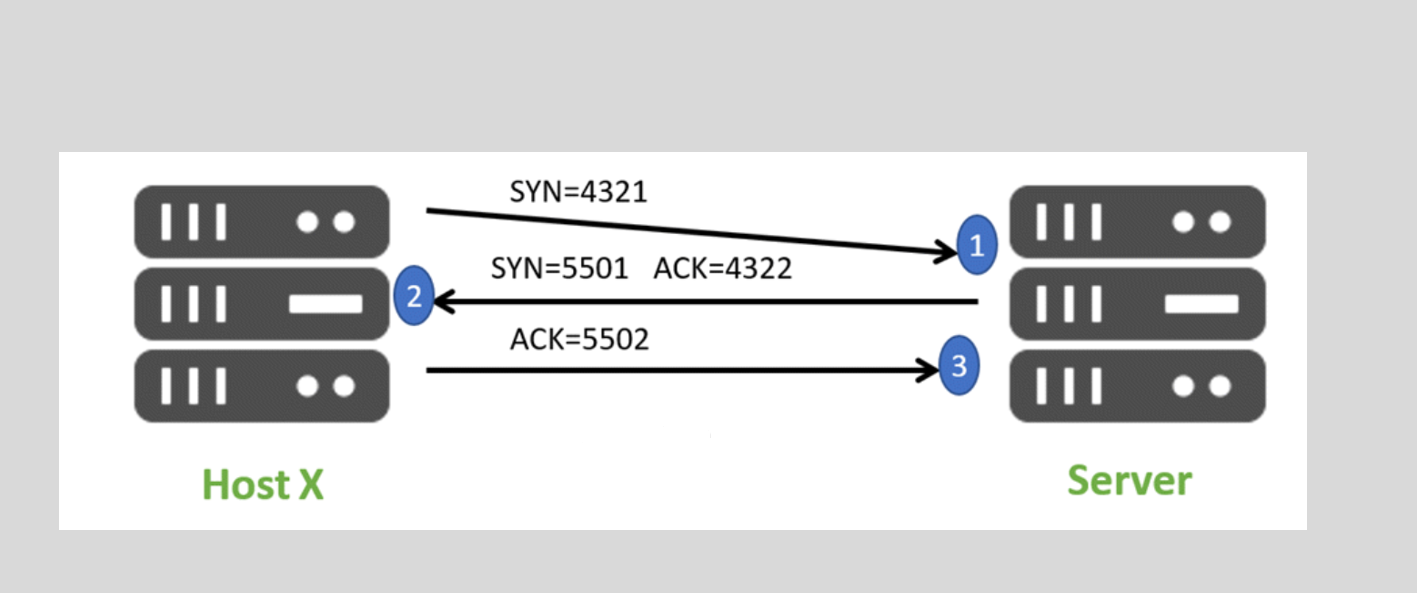 SYN=4321
1
SYN=5501 ACK=4322
2
ACK=5502
3
Host X
Server